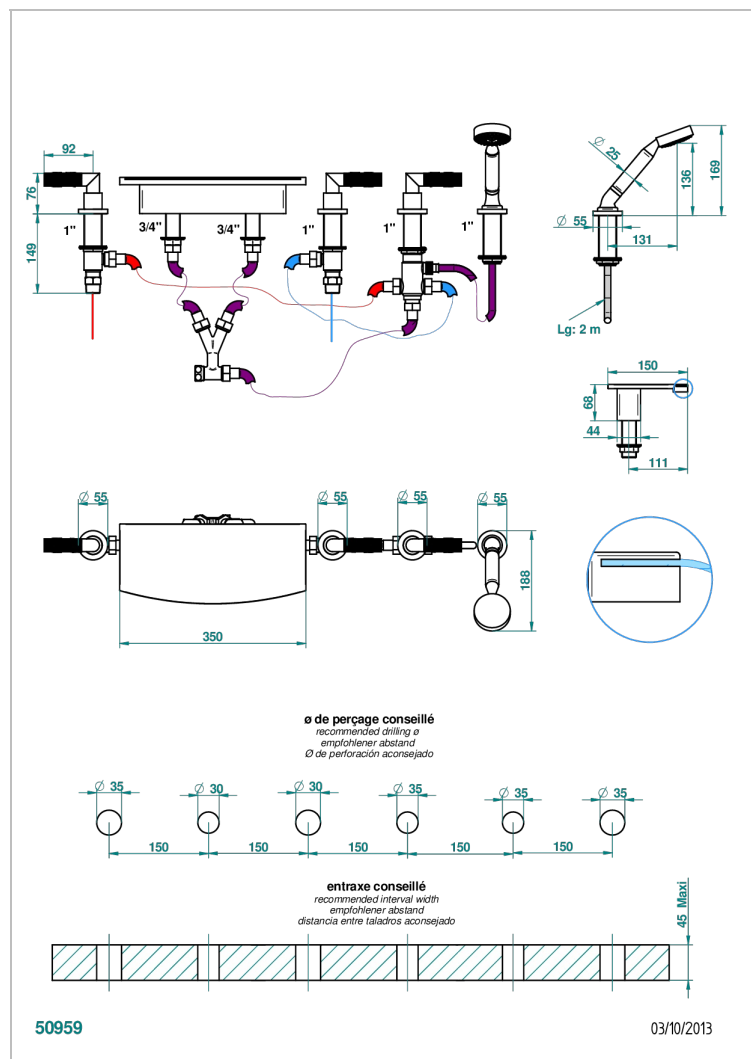 92
76
149
1"
3/4"
3/4"
1"
1"
1"
Ø 25
136
169
Ø 55
131
Lg: 2 m
150
68
44
111
Ø 55
Ø 55
Ø 55
Ø 55
188
350
ø de perçage conseillé
recommended drilling ø
empfohlener abstand
Ø de perforación aconsejado
Ø 35
Ø 30
Ø 30
Ø 35
Ø 35
Ø 35
150
150
150
150
150
entraxe conseillé
recommended interval width
empfohlener abstand
distancia entre taladros aconsejado
45 Maxi
50959
03/10/2013